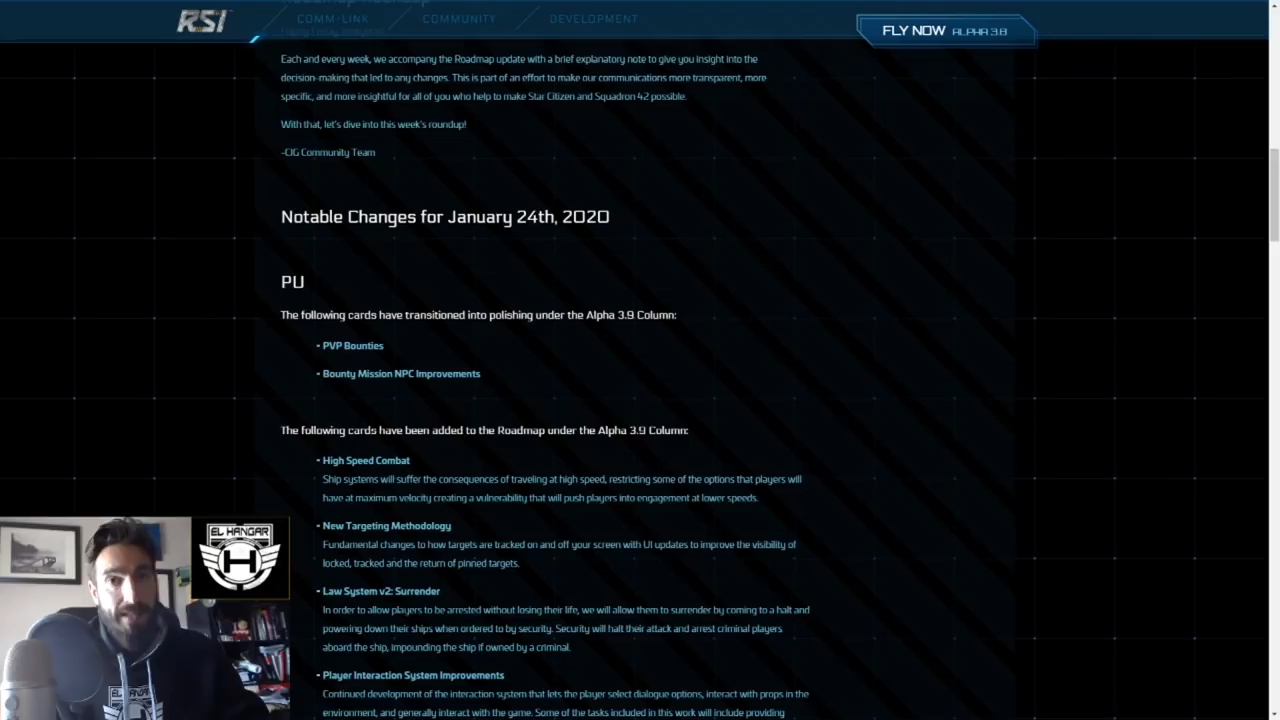 RSI
COMM-LINK
COMMUNITY
DEVELOPMENT
FLY NOW ALPHA 3.8
Each and every week, we accompany the Roadmap update with a brief explanatory note to give you insight into the
decision-making that led to any changes. This is part of an effort to make our communications more transparent, more
specific, and more insightful for all of you who help to make Star Citizen and Squadron 42 possible.
With that, let's dive into this week's roundup!
-CIG Community Team
Notable Changes for January 24th, 2020
PU
The following cards have transitioned into polishing under the Alpha 3.9 Column:
- PVP Bounties
- Bounty Mission NPC Improvements
The following cards have been added to the Roadmap under the Alpha 3.9 Column:
- High Speed Combat
Ship systems will suffer the consequences of traveling at high speed, restricting some of the options that players will
have at maximum velocity creating a vulnerability that will push players into engagement at lower speeds.
- New Targeting Methodology
Fundamental changes to how targets are tracked on and off your screen with UI updates to improve the visibility of
locked, tracked and the return of pinned targets.
- Law System v2: Surrender
In order to allow players to be arrested without losing their life, we will allow them to surrender by coming to a halt and
powering down their ships when ordered to by security. Security will halt their attack and arrest criminal players
aboard the ship, impounding the ship if owned by a criminal.
- Player Interaction System Improvements
Continued development of the interaction system that lets the player select dialogue options, interact with props in the
environment, and generally interact with the game. Some of the tasks included in this work will include providing
EL HANGAR
H
EL HANGAR